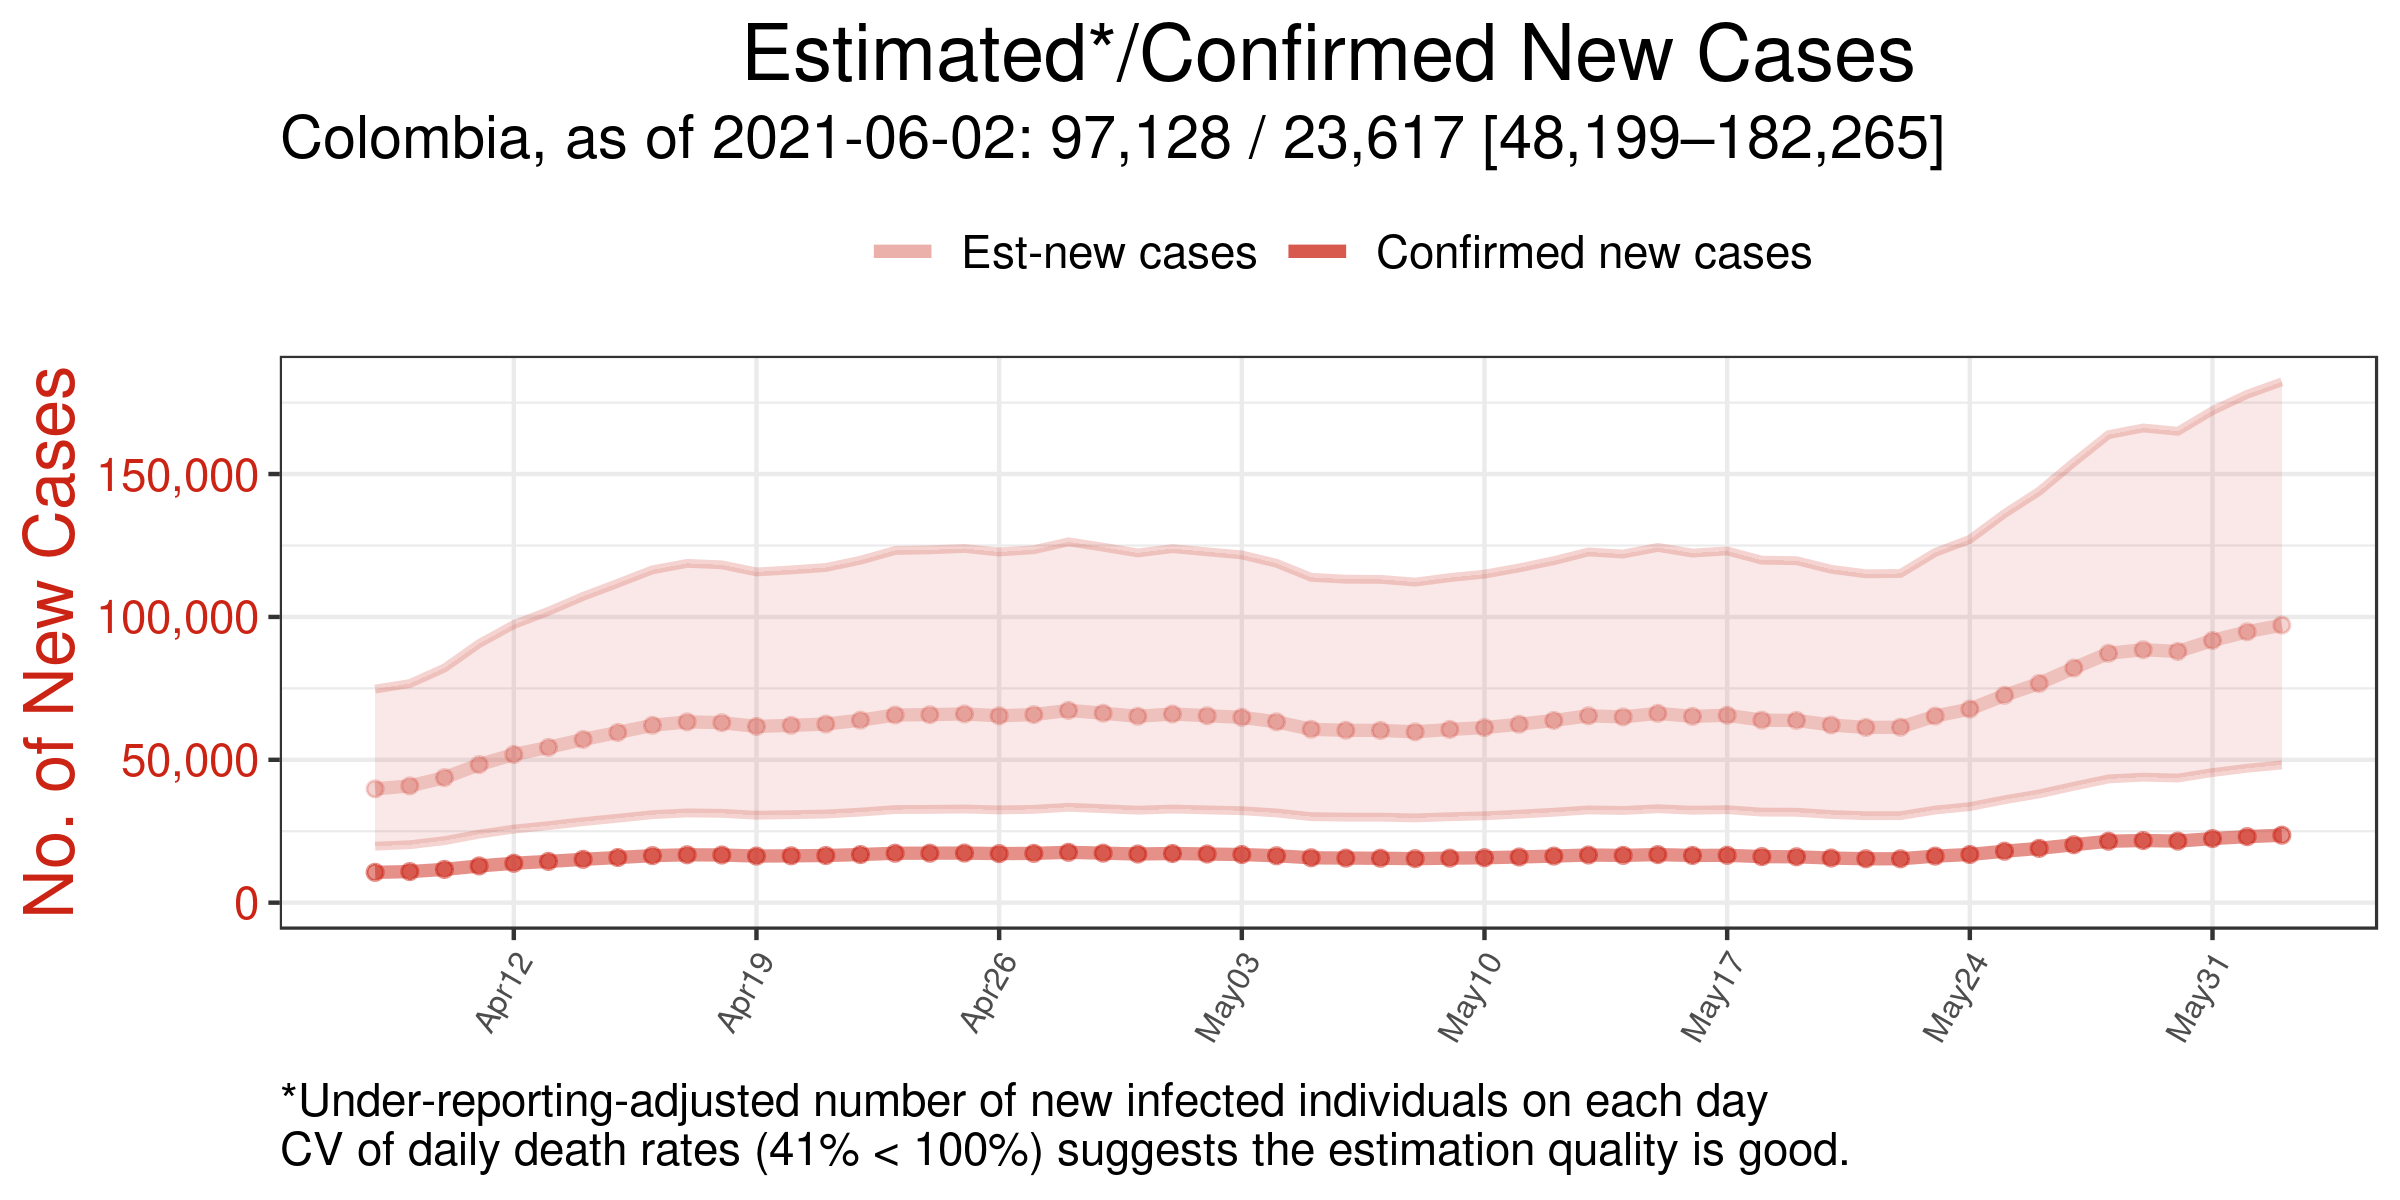 Estimated*/Confirmed New Cases
Colombia, as of 2021-06-02: 97,128 / 23,617 [48,199–182,265]
Est-new cases
Confirmed new cases
No. of New Cases
150,000
100,000
50,000
0
Apr12
Apr19
Apr26
May03
May10
May17
May24
May31
*Under-reporting-adjusted number of new infected individuals on each day
CV of daily death rates (41% < 100%) suggests the estimation quality is good.